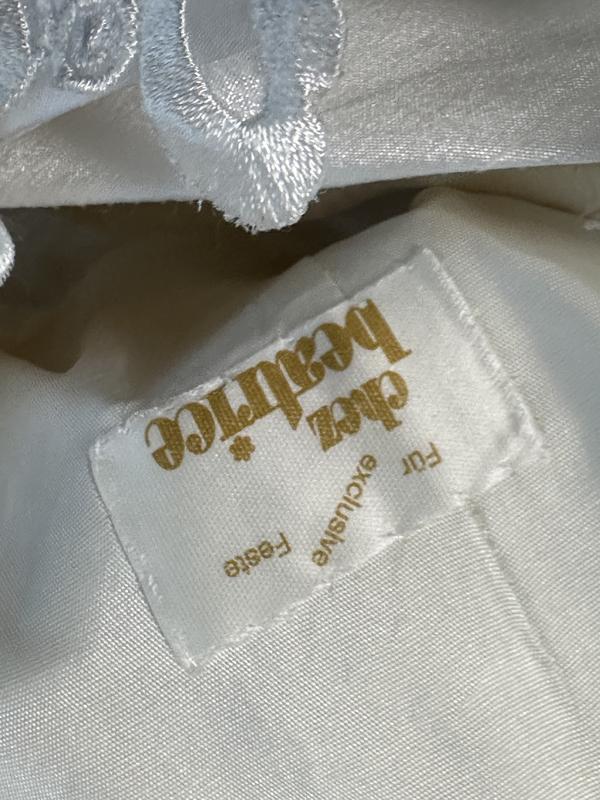 Für exclusive Feste
chez
beatrice